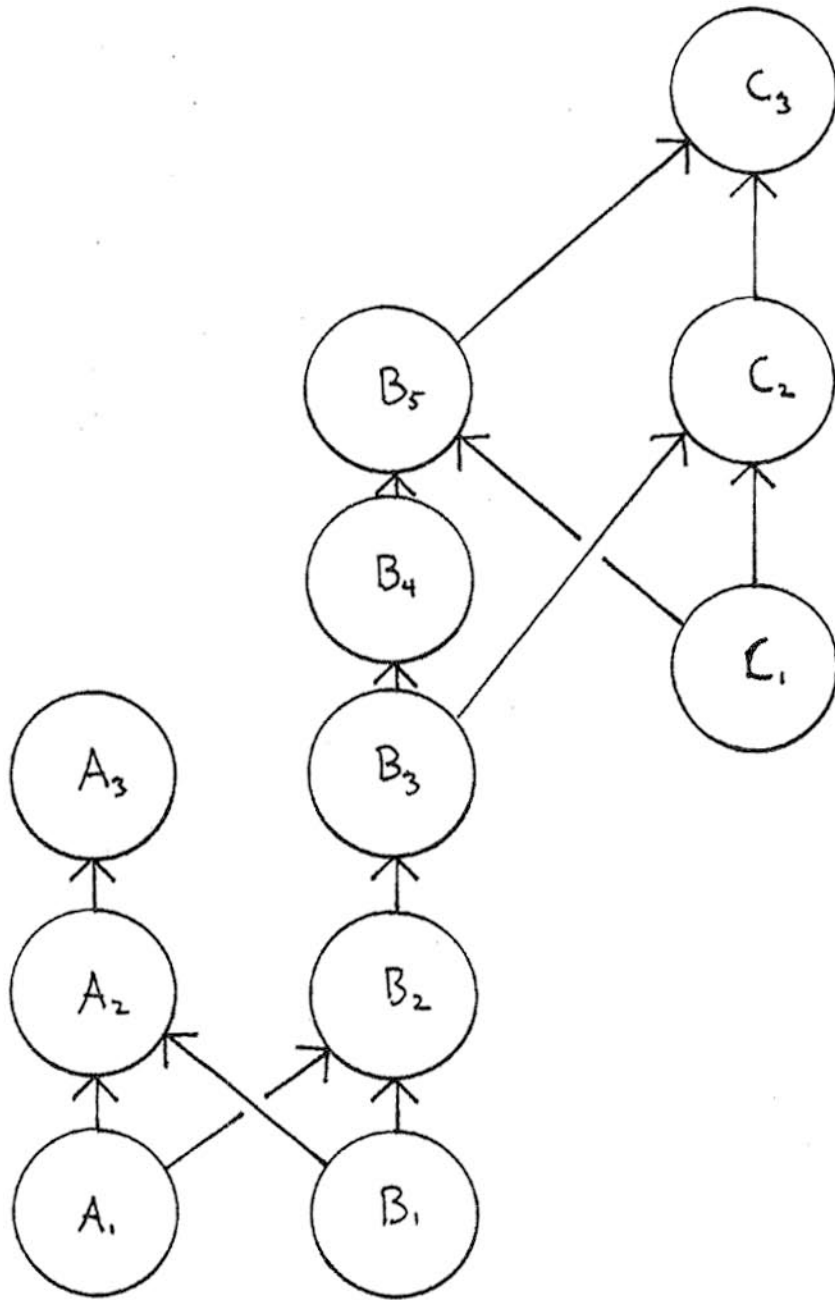 C₃
B₅ C₂
B₄
C₁
A₃ B₃
A₂ B₂
A₁ B₁